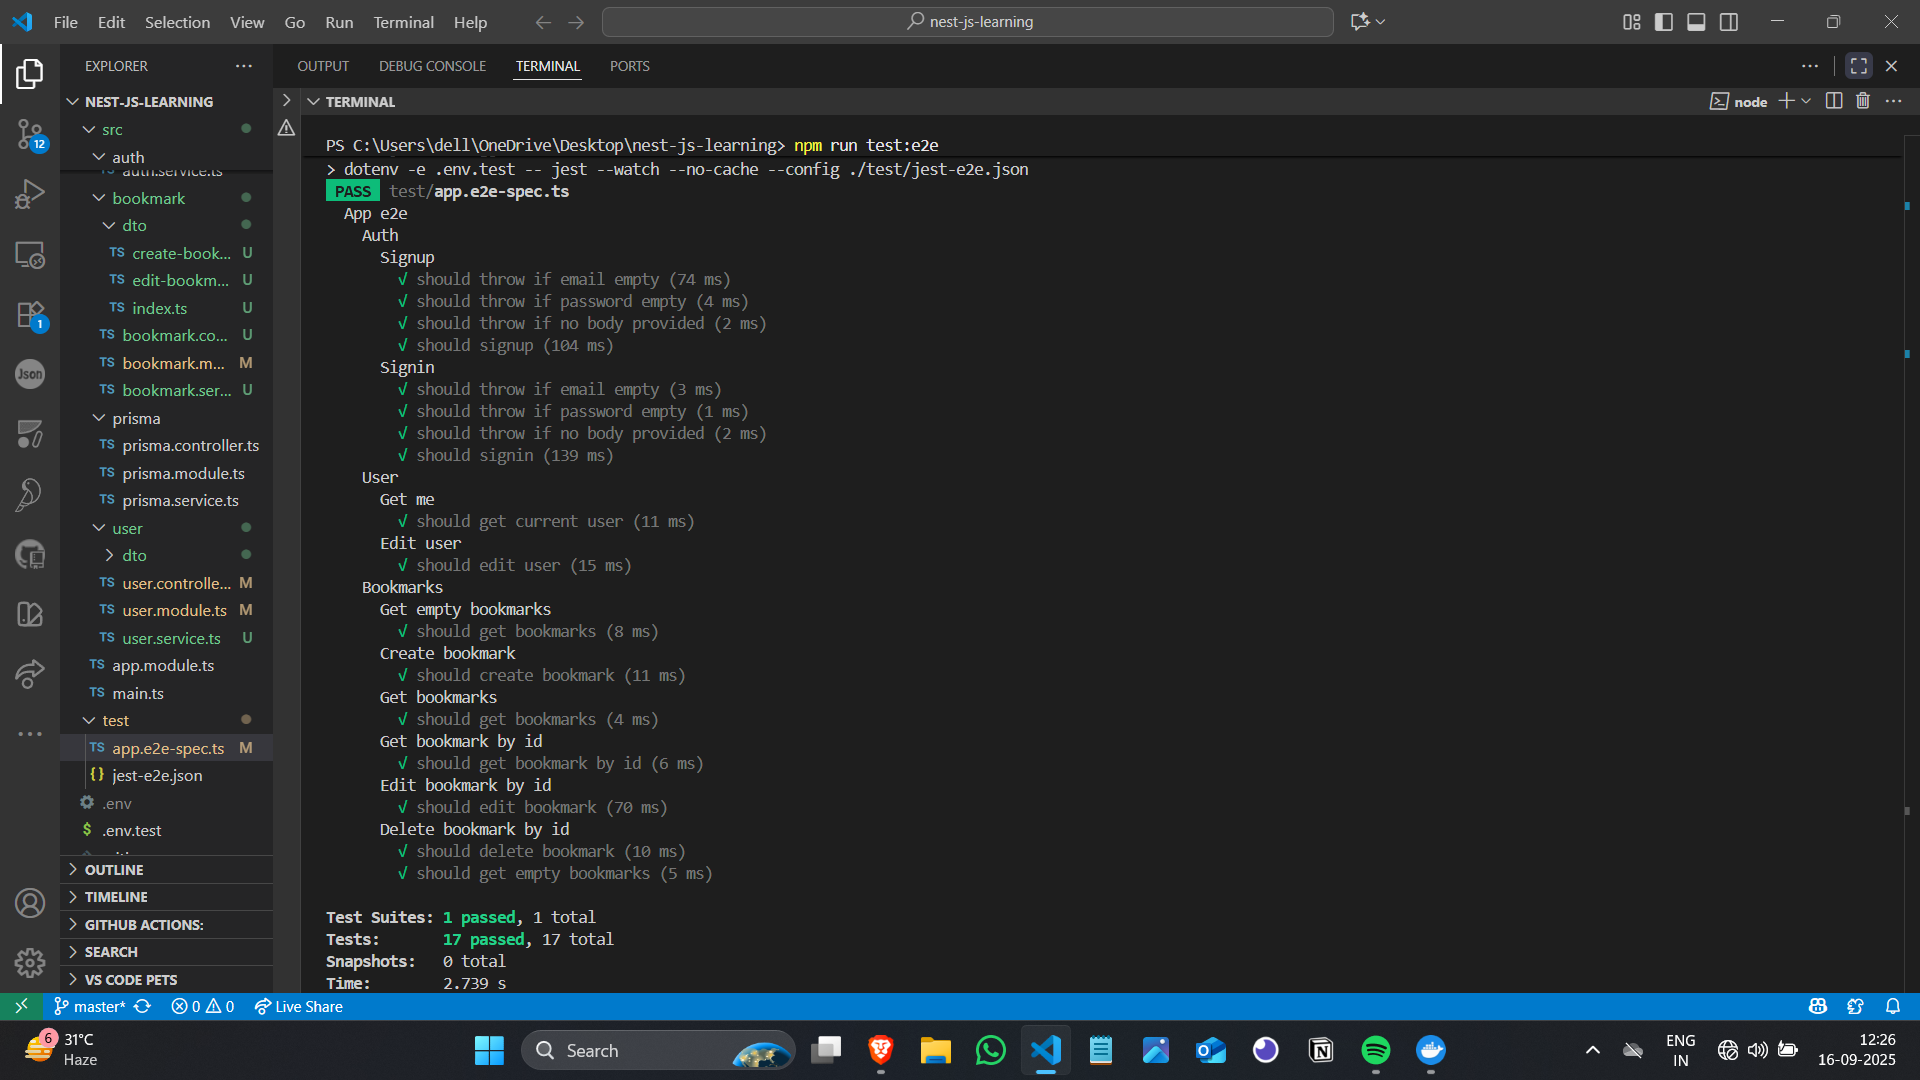 File Edit Selection View Go Run Terminal Help
nest-js-learning
EXPLORER
NEST-JS-LEARNING
src
auth
auth.service.ts
bookmark
dto
TS create-book... U
TS edit-bookm... U
TS index.ts U
TS bookmark.co... U
TS bookmark.m... M
TS bookmark.ser... U
prisma
TS prisma.controller.ts
TS prisma.module.ts
TS prisma.service.ts
user
dto
TS user.controlle... M
TS user.module.ts M
TS user.service.ts U
TS app.module.ts
TS main.ts
test
TS app.e2e-spec.ts M
{} jest-e2e.json
.env
$ .env.test
OUTLINE
TIMELINE
GITHUB ACTIONS:
SEARCH
VS CODE PETS
12
1
Json
OUTPUT DEBUG CONSOLE TERMINAL PORTS
TERMINAL
node
PS C:\Users\dell\OneDrive\Desktop\nest-js-learning> npm run test:e2e
> dotenv -e .env.test -- jest --watch --no-cache --config ./test/jest-e2e.json
PASS test/app.e2e-spec.ts
App e2e
Auth
Signup
√ should throw if email empty (74 ms)
√ should throw if password empty (4 ms)
√ should throw if no body provided (2 ms)
√ should signup (104 ms)
Signin
√ should throw if email empty (3 ms)
√ should throw if password empty (1 ms)
√ should throw if no body provided (2 ms)
√ should signin (139 ms)
User
Get me
√ should get current user (11 ms)
Edit user
√ should edit user (15 ms)
Bookmarks
Get empty bookmarks
√ should get bookmarks (8 ms)
Create bookmark
√ should create bookmark (11 ms)
Get bookmarks
√ should get bookmarks (4 ms)
Get bookmark by id
√ should get bookmark by id (6 ms)
Edit bookmark by id
√ should edit bookmark (70 ms)
Delete bookmark by id
√ should delete bookmark (10 ms)
√ should get empty bookmarks (5 ms)
Test Suites: 1 passed, 1 total
Tests: 17 passed, 17 total
Snapshots: 0 total
Time: 2.739 s
master* 0 0 Live Share
6
31°C
Haze
Search
ENG
IN
12:26
16-09-2025